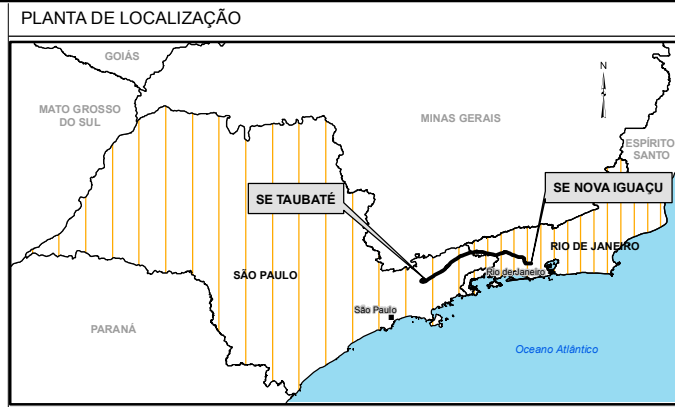 PLANTA DE LOCALIZAÇÃO
GOIÁS
N
MATO GROSSO
DO SUL
MINAS GERAIS
ESPÍRITO
SANTO
SE TAUBATÉ
SE NOVA IGUAÇU
RIO DE JANEIRO
SÃO PAULO
Rio de Janeiro
São Paulo
PARANÁ
Oceano Atlântico